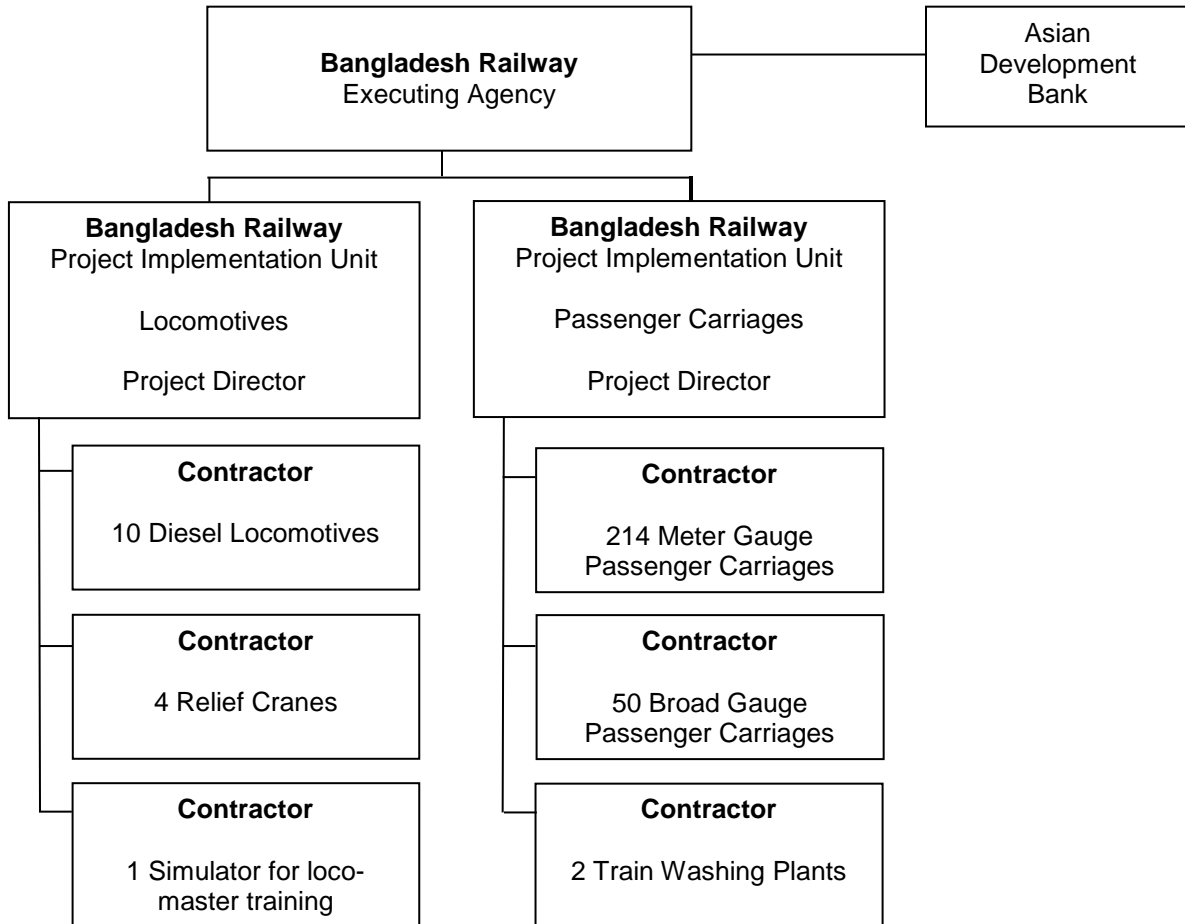 Bangladesh Railway
Executing Agency
Asian
Development
Bank
Bangladesh Railway
Project Implementation Unit
Locomotives
Project Director
Bangladesh Railway
Project Implementation Unit
Passenger Carriages
Project Director
Contractor
10 Diesel Locomotives
Contractor
4 Relief Cranes
Contractor
1 Simulator for loco-
master training
Contractor
214 Meter Gauge
Passenger Carriages
Contractor
50 Broad Gauge
Passenger Carriages
Contractor
2 Train Washing Plants